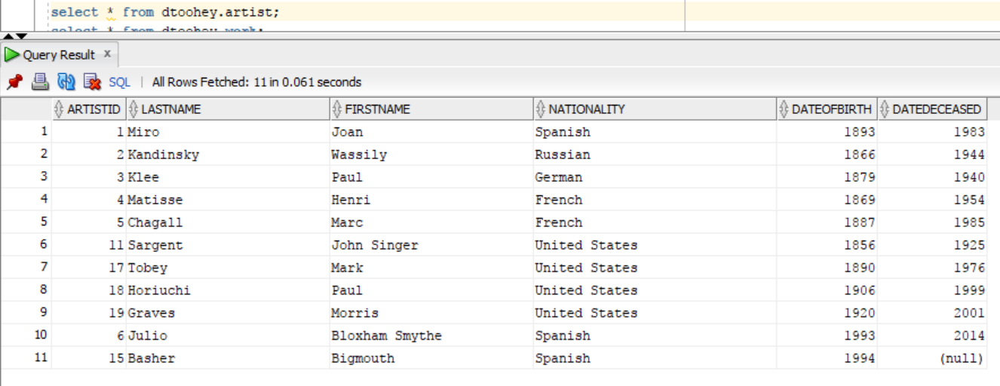 select * from dtoohey.artist;
select * from dtoohey.work;
Query Result x
SQL | All Rows Fetched: 11 in 0.061 seconds
ARTISTID LASTNAME FIRSTNAME NATIONALITY DATEOFBIRTH DATEDECEASED
1 1 Miro Joan Spanish 1893 1983
2 2 Kandinsky Wassily Russian 1866 1944
3 3 Klee Paul German 1879 1940
4 4 Matisse Henri French 1869 1954
5 5 Chagall Marc French 1887 1985
6 11 Sargent John Singer United States 1856 1925
7 17 Tobey Mark United States 1890 1976
8 18 Horiuchi Paul United States 1906 1999
9 19 Graves Morris United States 1920 2001
10 6 Julio Bloxham Smythe Spanish 1993 2014
11 15 Basher Bigmouth Spanish 1994 (null)